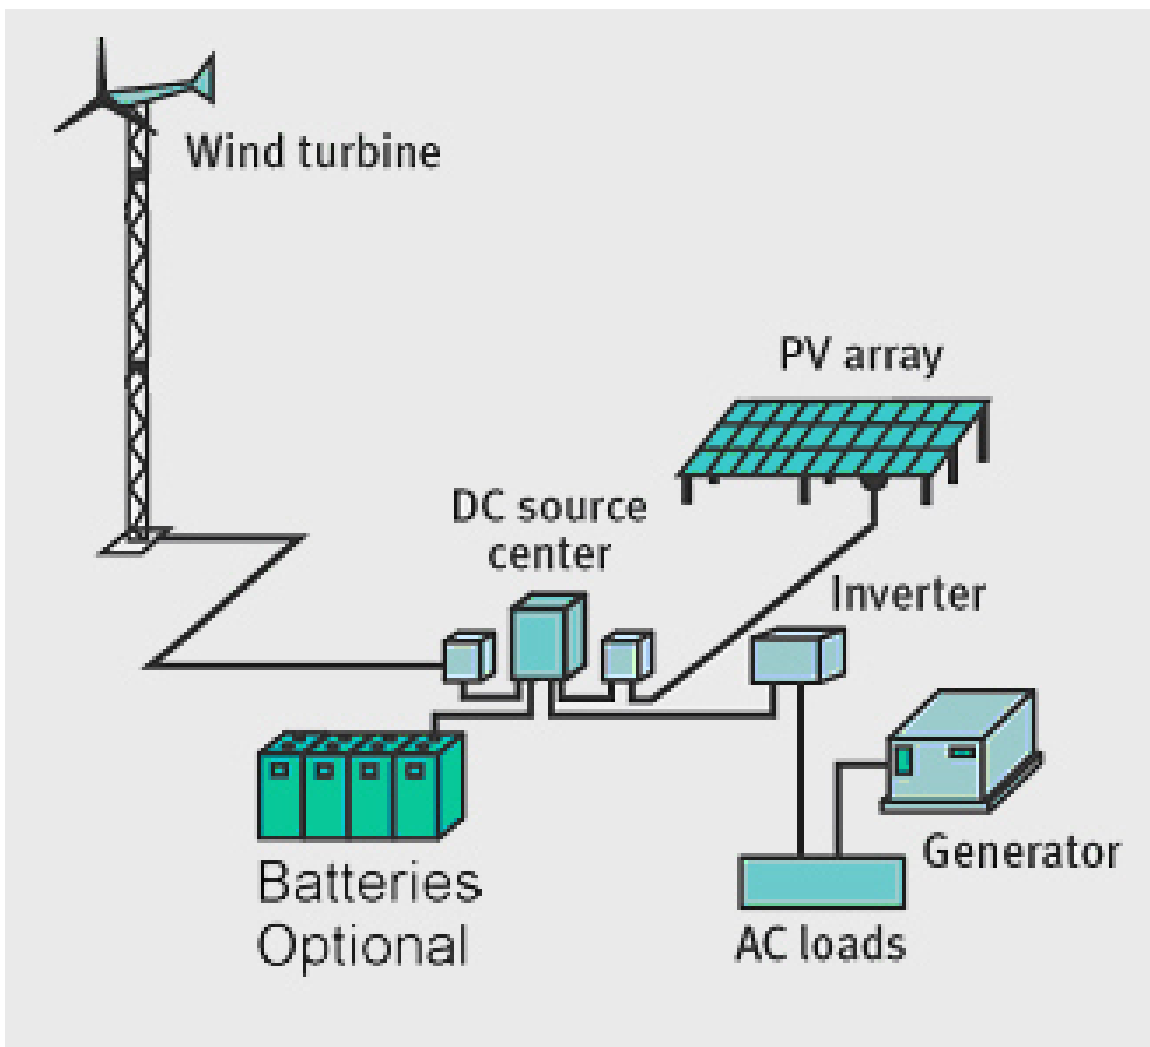 Wind turbine
PV array
DC source
center
Inverter
Generator
Batteries
Optional
AC loads